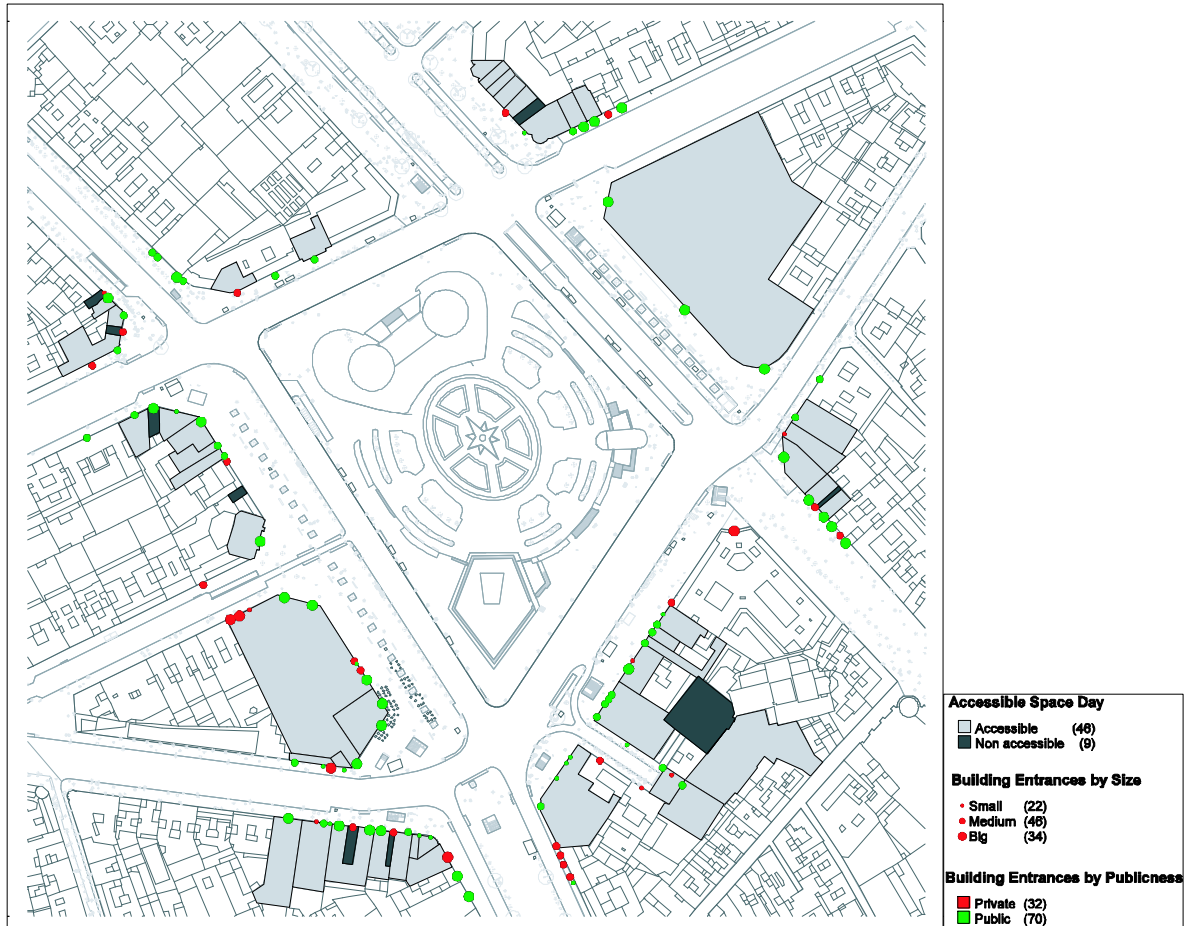 Accessible Space Day
Accessible (46)
Non accessible (9)
Building Entrances by Size
Small (22)
Medium (46)
Big (34)
Building Entrances by Publicness
Private (32)
Public (70)